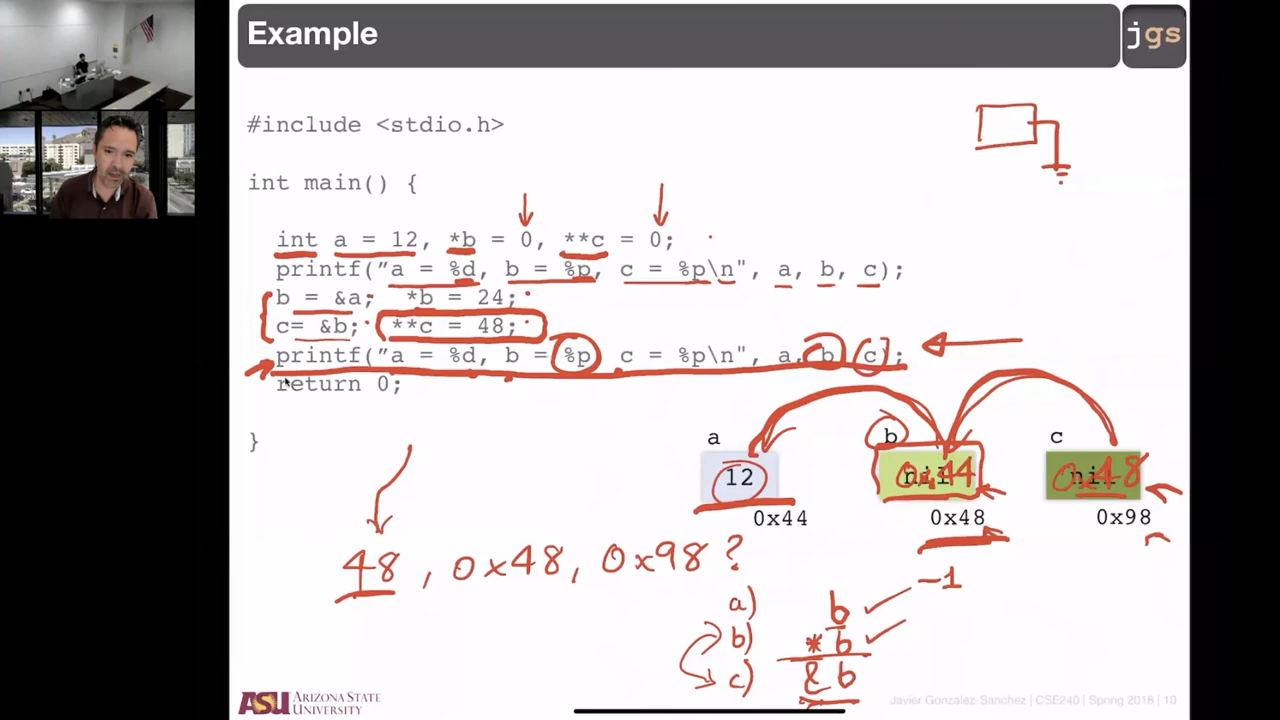 Example
jgs
#include <stdio.h>
int main() {
int a = 12, *b = 0, **c = 0;
printf("a = %d, b = %p, c = %p\n", a, b, c);
b = &a; *b = 24;
c= &b; **c = 48;
printf("a = %d, b = %p c = %p\n", a, b, c);
return 0;
}
a b c
12 0x44 0x48
0x44 0x48 0x98
48, 0x48, 0x98?
-1
a) b
b) *b
c) &b
ASU ARIZONA STATE UNIVERSITY
Javier Gonzalez-Sanchez | CSE240 | Spring 2018 | 10